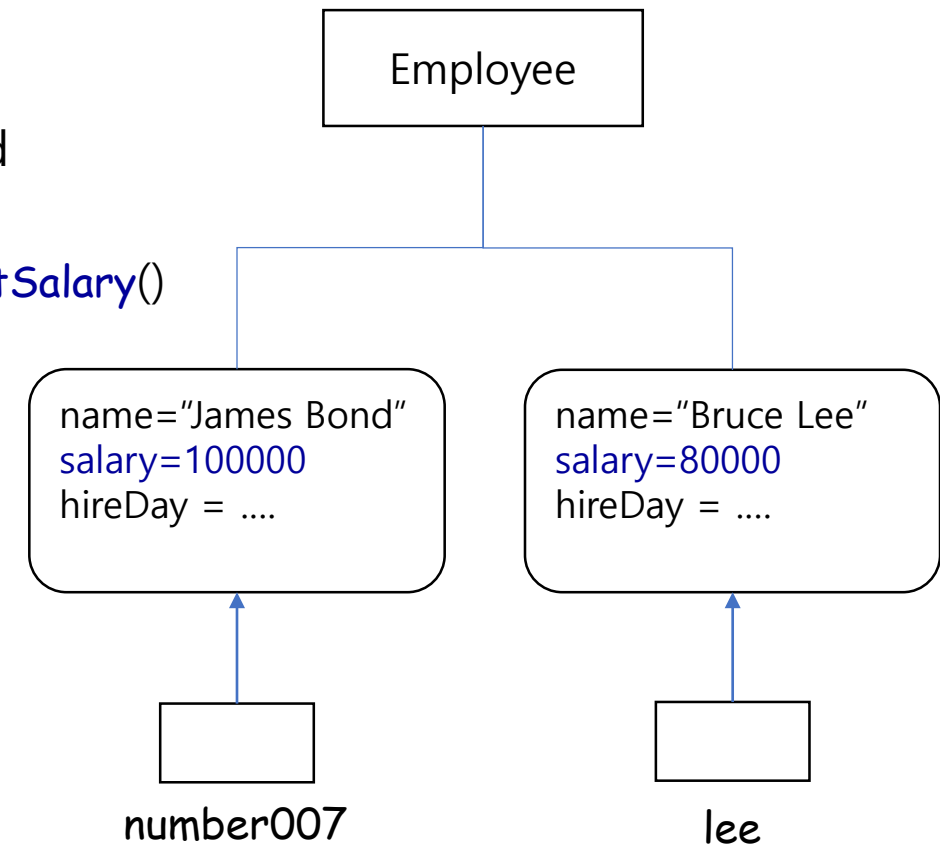 Employee
tSalary()
name="James Bond"
salary=100000
hireDay = ....
name="Bruce Lee"
salary=80000
hireDay = ....
number007
lee